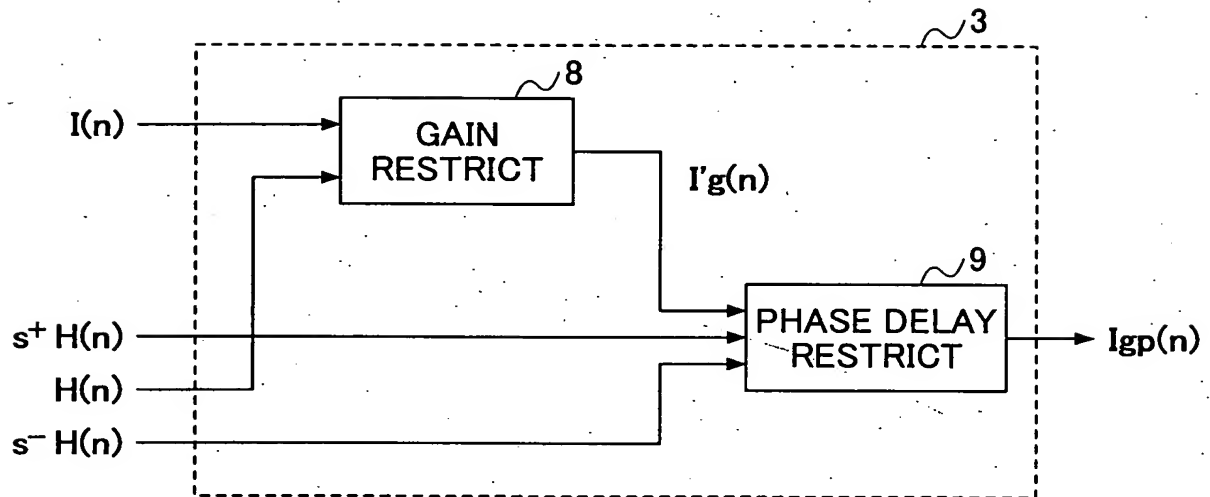 3
8
I(n)
GAIN
RESTRICT
I'g(n)
9
s+ H(n)
PHASE DELAY
RESTRICT
Igp(n)
H(n)
s− H(n)